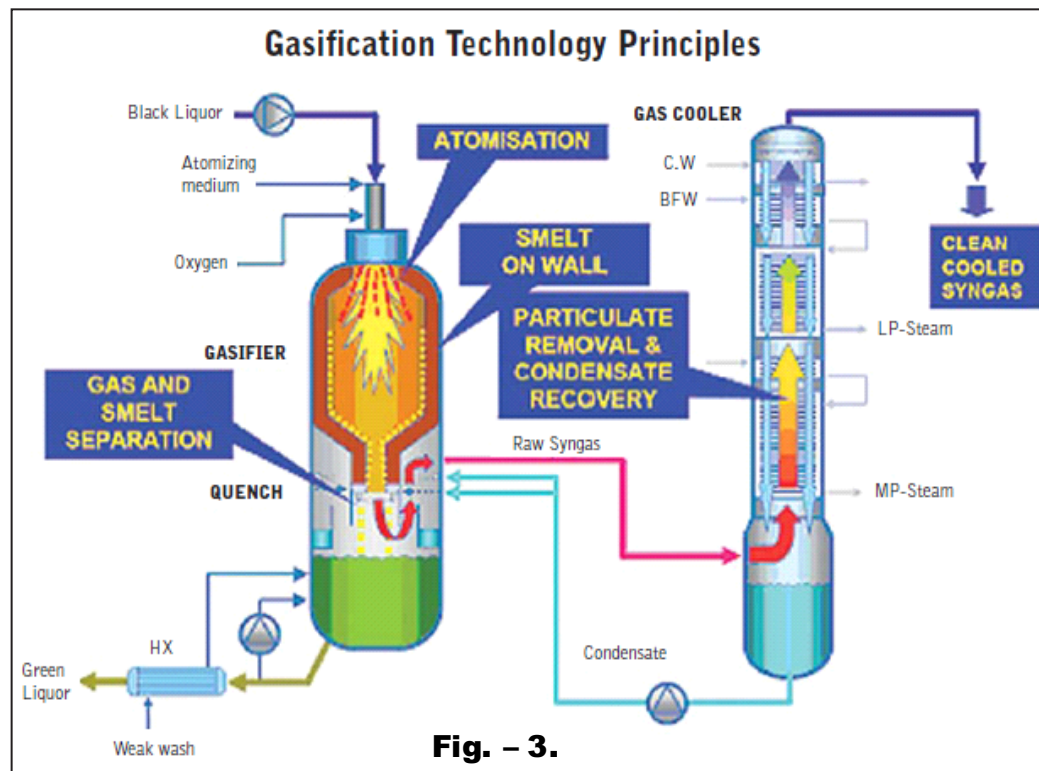 Gasification Technology Principles
Black Liquor
Atomizing
medium
Oxygen
ATOMISATION
SMELT
ON WALL
GASIFIER
GAS AND
SMELT
SEPARATION
PARTICULATE
REMOVAL &
CONDENSATE
RECOVERY
QUENCH
Raw Syngas
GAS COOLER
C.W
BFW
CLEAN
COOLED
SYNGAS
LP-Steam
MP-Steam
HX
Green
Liquor
Weak wash
Condensate
Fig. – 3.